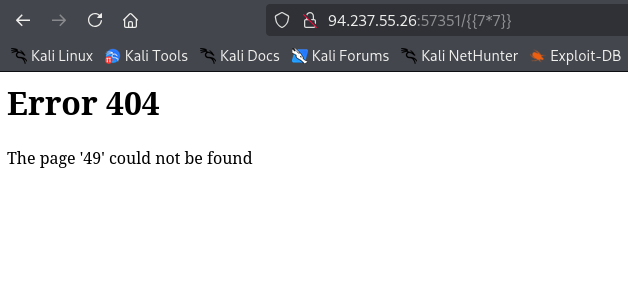 94.237.55.26:57351/{{7*7}}
Kali Linux Kali Tools Kali Docs Kali Forums Kali NetHunter Exploit-DB
Error 404
The page '49' could not be found